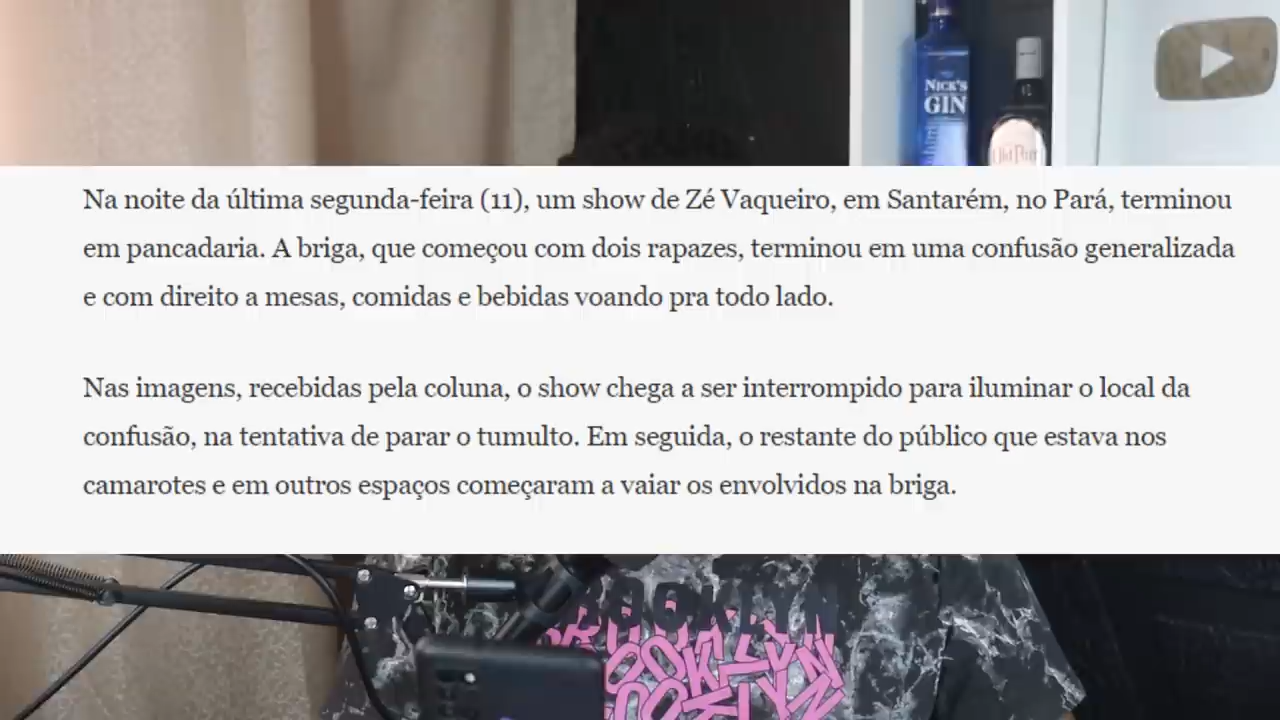 NICK'S
GIN
Old Parr
Na noite da última segunda-feira (11), um show de Zé Vaqueiro, em Santarém, no Pará, terminou
em pancadaria. A briga, que começou com dois rapazes, terminou em uma confusão generalizada
e com direito a mesas, comidas e bebidas voando pra todo lado.
Nas imagens, recebidas pela coluna, o show chega a ser interrompido para iluminar o local da
confusão, na tentativa de parar o tumulto. Em seguida, o restante do público que estava nos
camarotes e em outros espaços começaram a vaiar os envolvidos na briga.
BROOKLYN
BROOKLYN